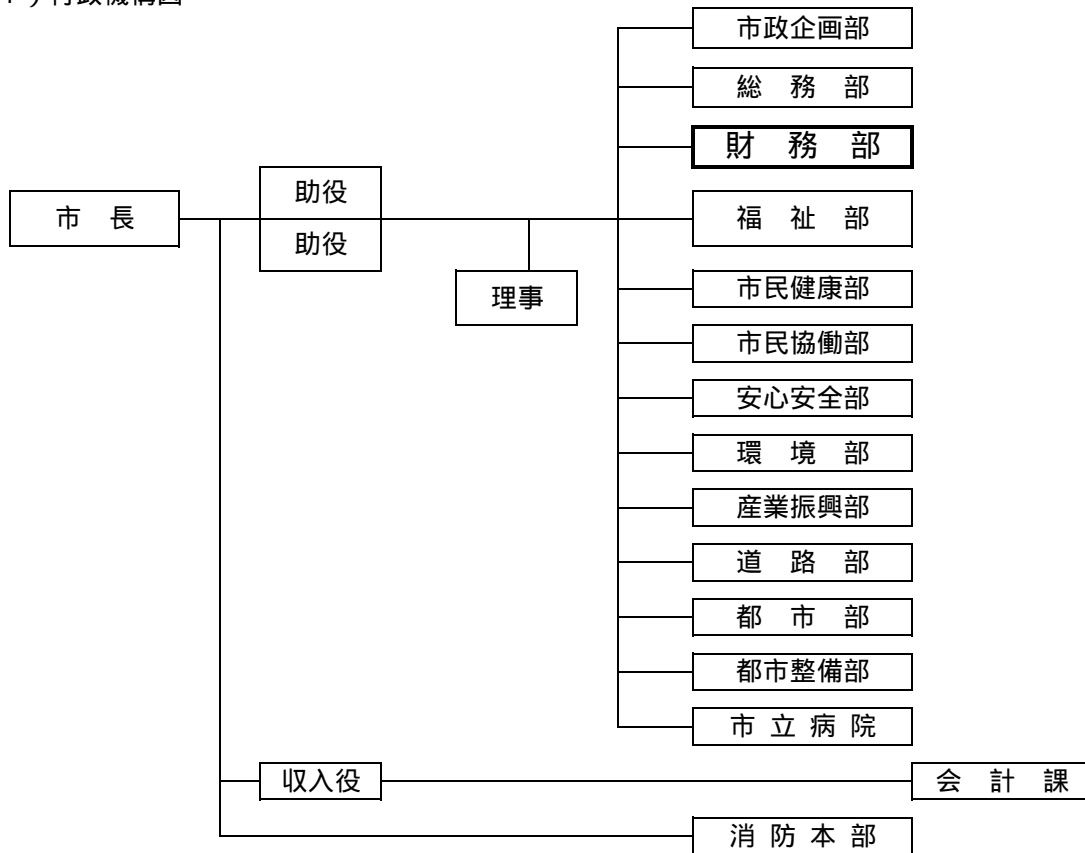 行政機構図
市政企画部
総　務　部
財　務　部
市　長
助役
助役
福　祉　部
理事
市民健康部
市民協働部
安心安全部
環　境　部
産業振興部
道　路　部
都　市　部
都市整備部
市 立 病 院
収入役
会　計　課
消 防 本 部